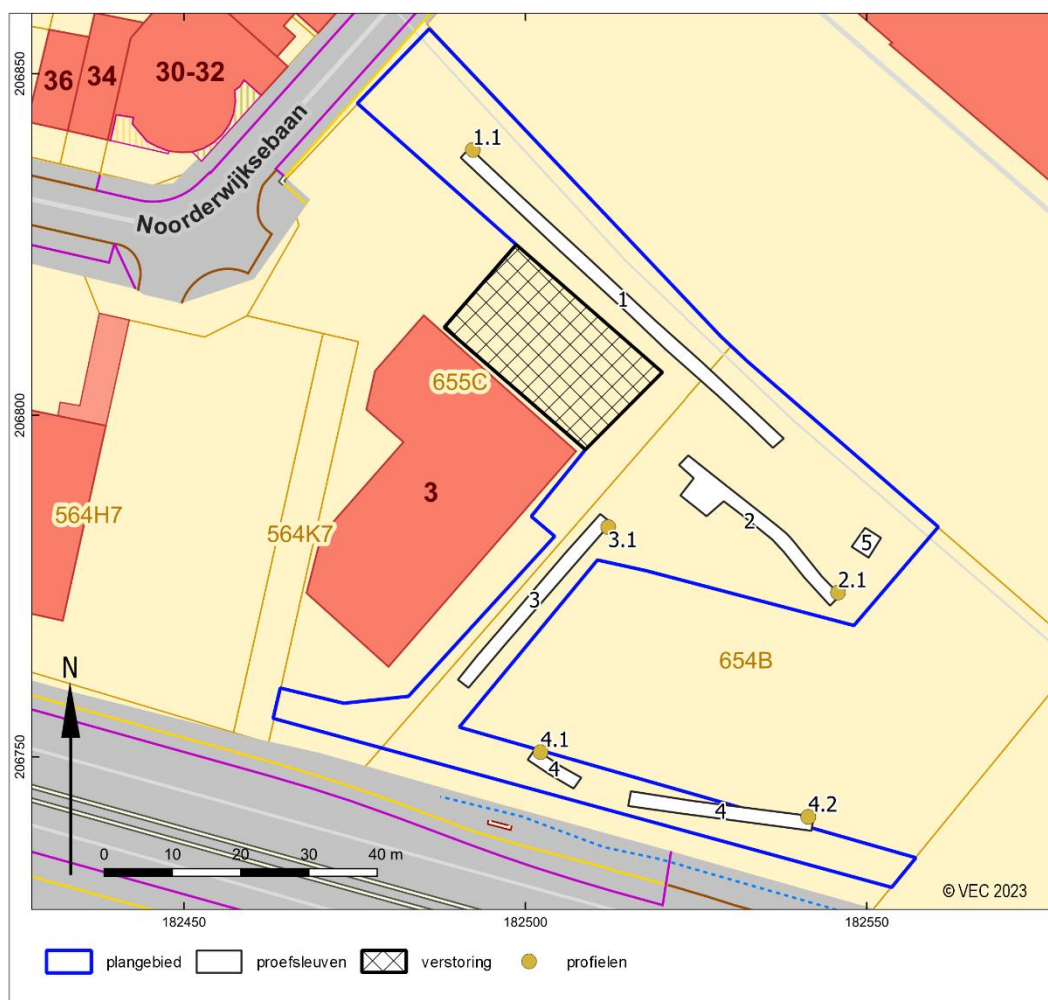 36
34
30-32
Noorderwijksebaan
1.1
1
655C
3
564H7
564K7
2
5
3.1
2.1
3
654B
4.1
4
4
4.2
N
0 10 20 30 40 m
© VEC 2023
206850
206800
206750
182450 182500 182550
plangebied proefsleuven verstoring profielen